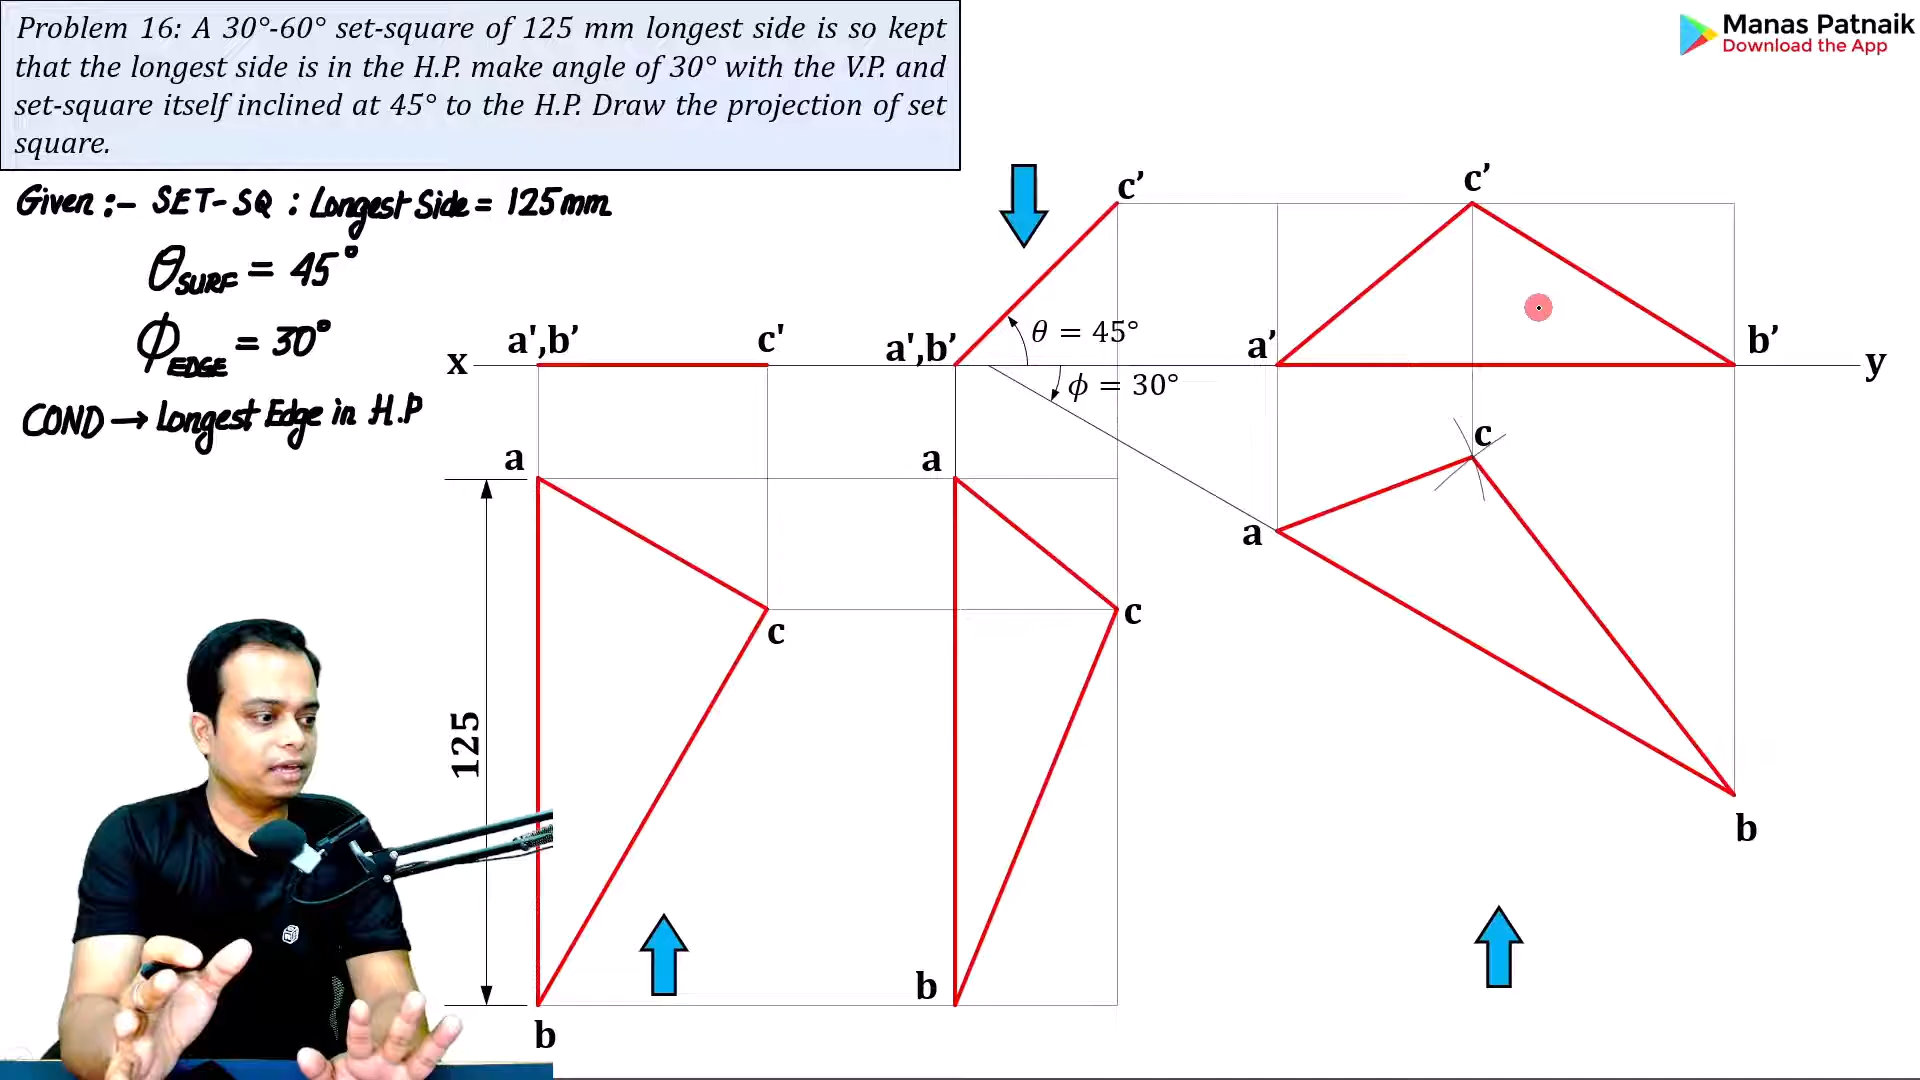 Problem 16: A 30°-60° set-square of 125 mm longest side is so kept
that the longest side is in the H.P. make angle of 30° with the V.P. and
set-square itself inclined at 45° to the H.P. Draw the projection of set
square.
Manas Patnaik
Download the App
Given :- SET-SQ : Longest Side = 125mm
θSURF = 45°
ΦEDGE = 30°
COND → Longest Edge in H.P
c’
c’
a',b’
c'
a',b’
θ = 45°
a’
b’
x
y
ϕ = 30°
a
a
c
a
c
c
125
b
b
b